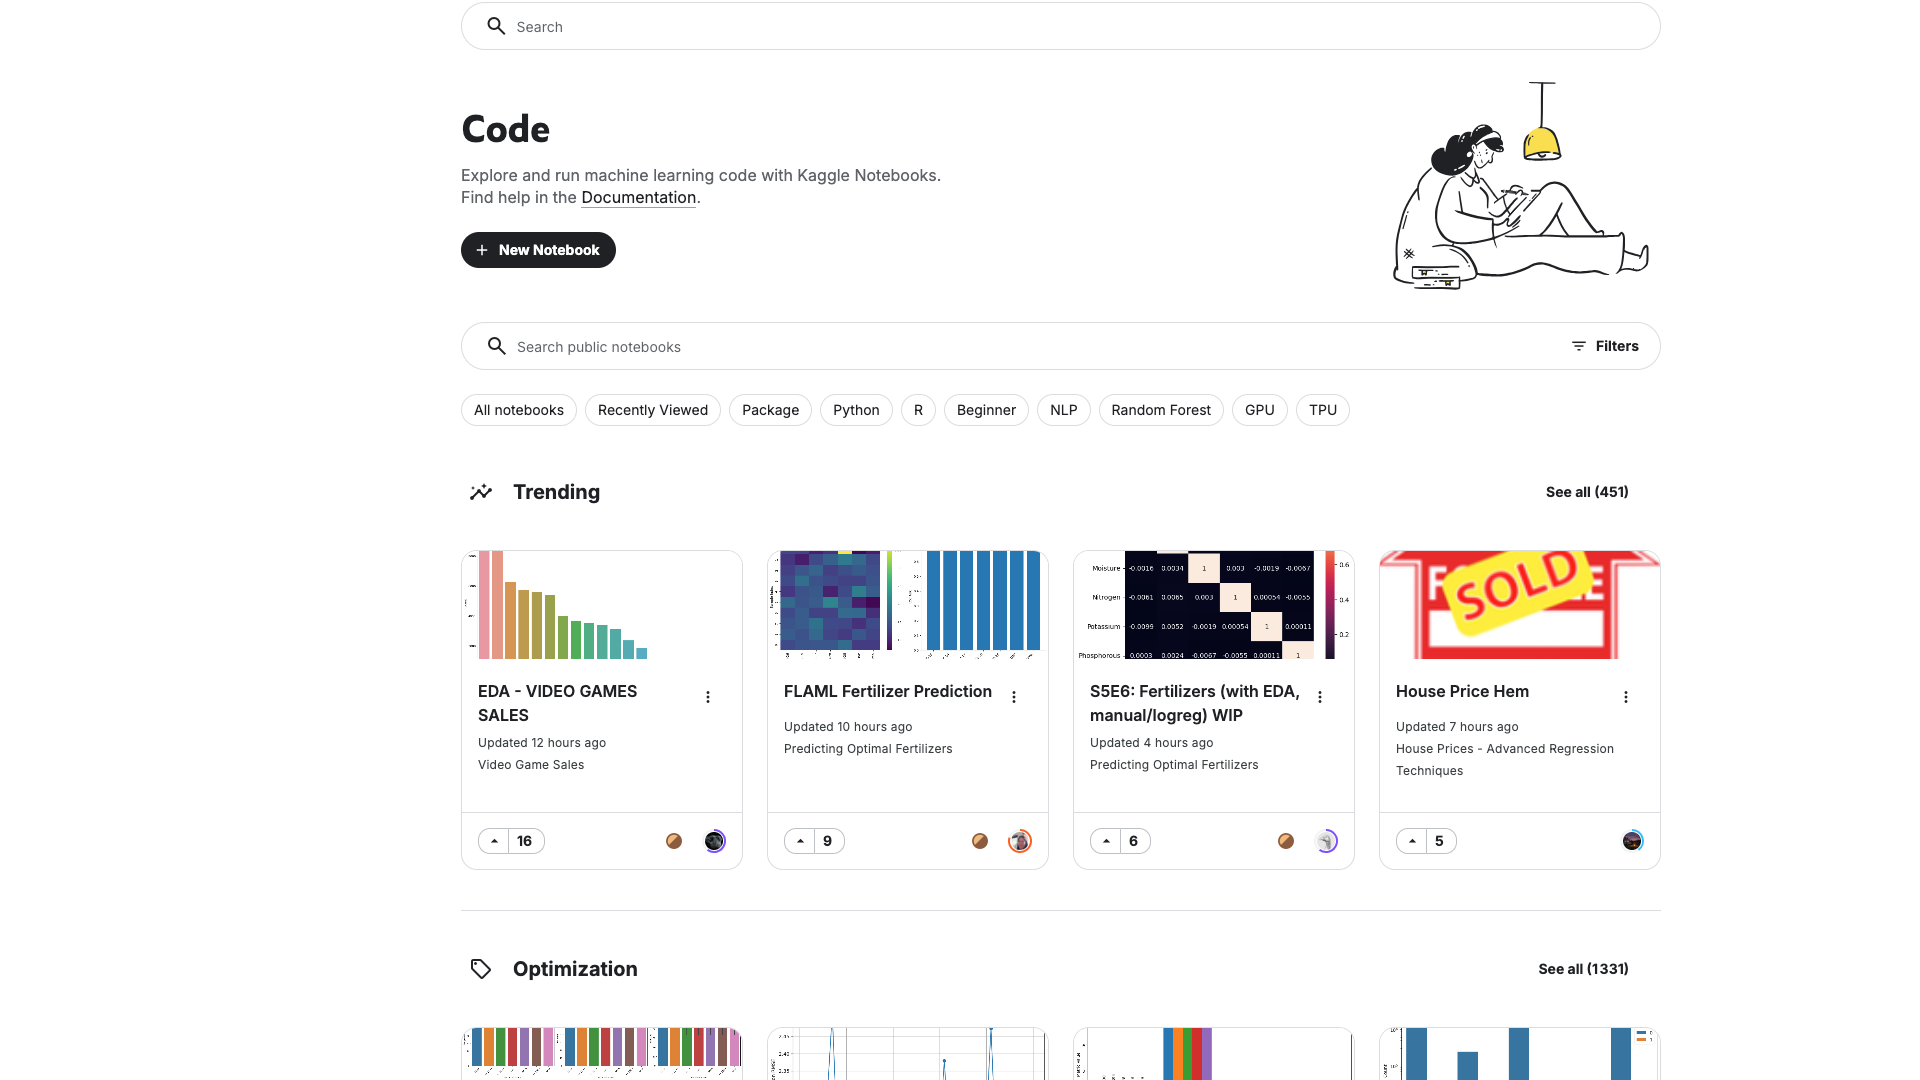 Search
Code
Explore and run machine learning code with Kaggle Notebooks.
Find help in the Documentation.
New Notebook
Search public notebooks
Filters
All notebooks
Recently Viewed
Package
Python
R
Beginner
NLP
Random Forest
GPU
TPU
Trending
See all (451)
Moisture -0.0016 0.0034 1 0.003 -0.0019 -0.0067
Nitrogen -0.0061 0.0065 0.003 1 0.00054 -0.0055
Potassium -0.0099 0.0052 -0.0019 0.00054 1 0.00011
Phosphorous 0.0003 0.0024 -0.0067 -0.0055 0.00011 1
0.6
0.4
0.2
SOLD
EDA - VIDEO GAMES
SALES
Updated 12 hours ago
Video Game Sales
16
FLAML Fertilizer Prediction
Updated 10 hours ago
Predicting Optimal Fertilizers
9
S5E6: Fertilizers (with EDA,
manual/logreg) WIP
Updated 4 hours ago
Predicting Optimal Fertilizers
6
House Price Hem
Updated 7 hours ago
House Prices - Advanced Regression
Techniques
5
Optimization
See all (1331)